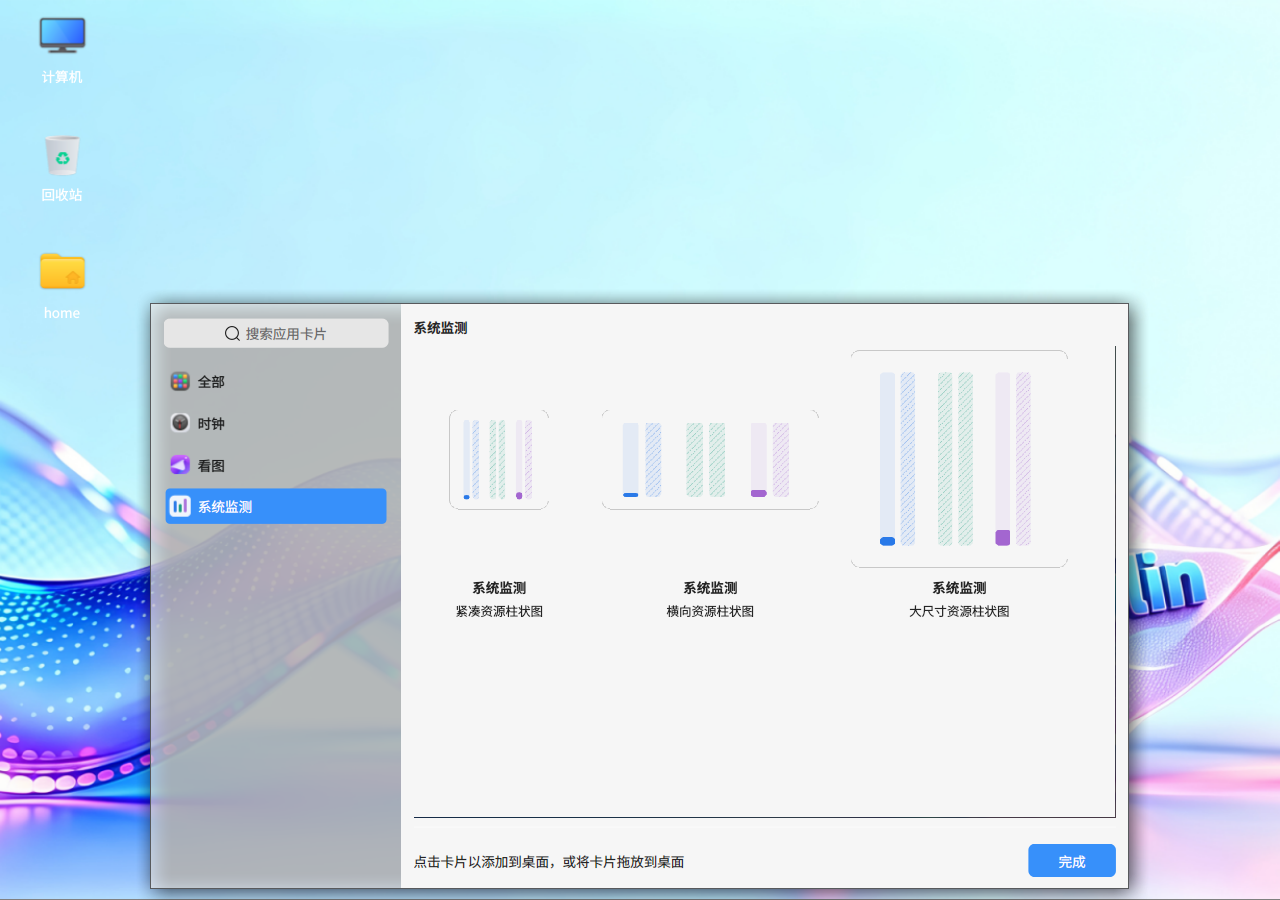 计算机
回收站
home
搜索应用卡片
全部
时钟
看图
系统监测
系统监测
系统监测
紧凑资源柱状图
系统监测
横向资源柱状图
系统监测
大尺寸资源柱状图
lin
点击卡片以添加到桌面，或将卡片拖放到桌面
完成